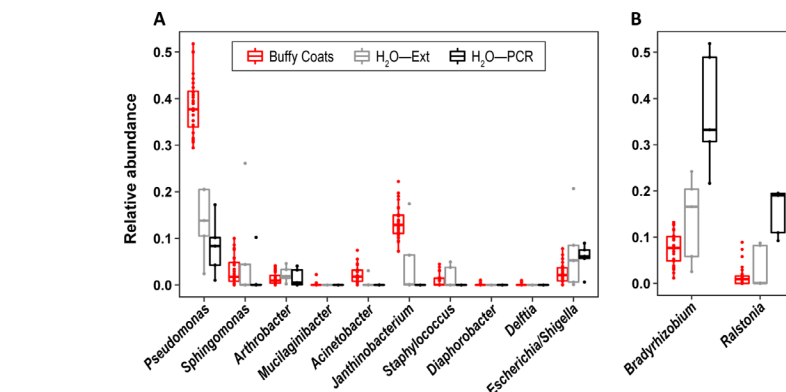 A
B
Buffy Coats H₂O—Ext H₂O—PCR
Relative abundance
0.5
0.4
0.3
0.2
0.1
0.0
Pseudomonas
Sphingomonas
Arthrobacter
Mucilaginibacter
Acinetobacter
Janthinobacterium
Staphylococcus
Diaphorobacter
Delftia
Escherichia/Shigella
0.5
0.4
0.3
0.2
0.1
0.0
Bradyrhizobium
Ralstonia